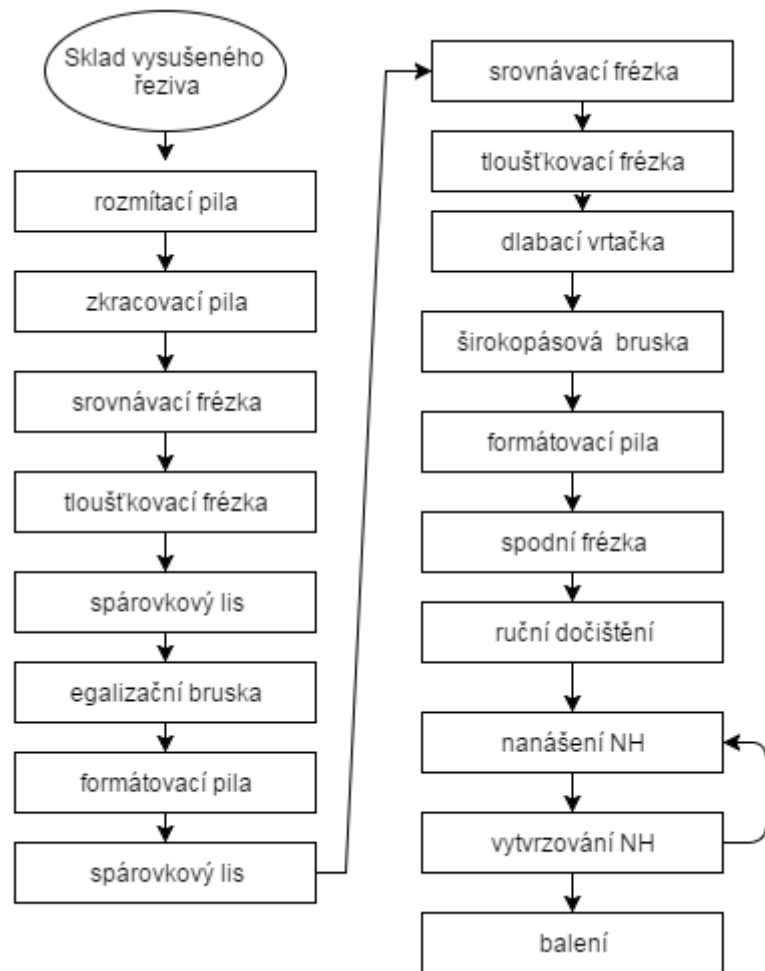 Sklad vysušeného
řeziva
rozmítací pila
zkracovací pila
srovnávací frézka
tloušťkovací frézka
spárovkový lis
egalizační bruska
formátovací pila
spárovkový lis
srovnávací frézka
tloušťkovací frézka
dlabací vrtačka
širokopásová bruska
formátovací pila
spodní frézka
ruční dočištění
nanášení NH
vytvrzování NH
balení